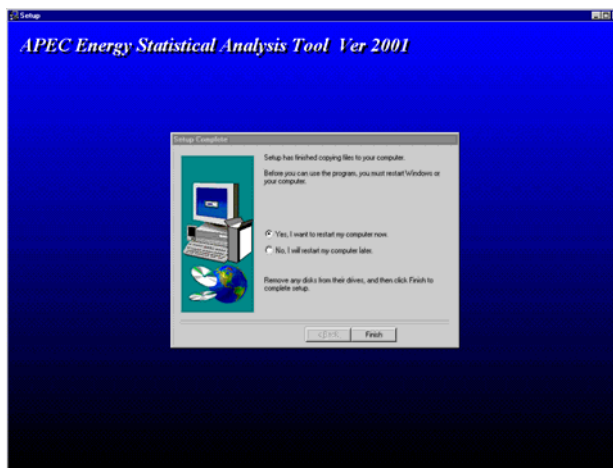 Setup
APEC Energy Statistical Analysis Tool Ver 2001
Setup Complete
Setup has finished copying files to your computer.
Before you can use the program, you must restart Windows or
your computer.
Yes, I want to restart my computer now.
No, I will restart my computer later.
Remove any disks from their drives, and then click Finish to
complete setup.
< Back
Finish